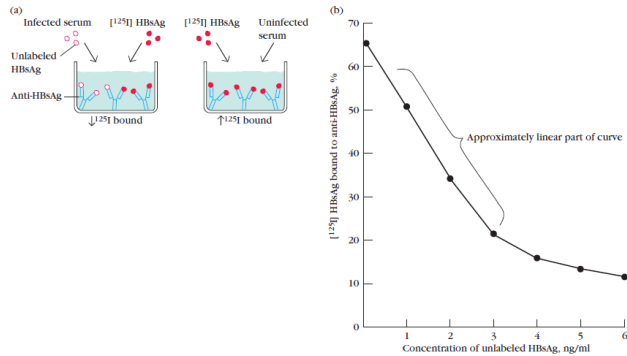 (a)
Infected serum
[¹²⁵I] HBsAg
[¹²⁵I] HBsAg
Uninfected
serum
Unlabeled
HBsAg
Anti-HBsAg
↓¹²⁵I bound
↑¹²⁵I bound
(b)
[¹²⁵I] HBsAg bound to anti-HBsAg, %
70
60
50
40
30
20
10
0
Approximately linear part of curve
1 2 3 4 5 6
Concentration of unlabeled HBsAg, ng/ml